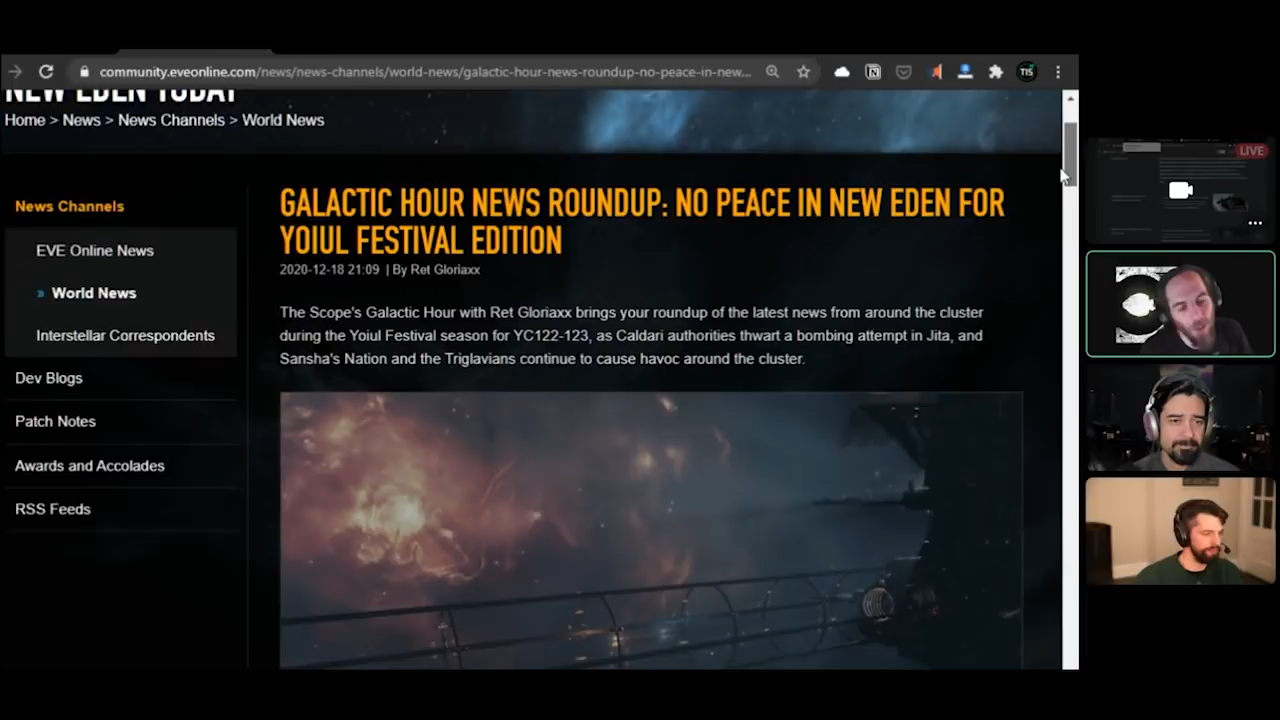 community.eveonline.com/news/news-channels/world-news/galactic-hour-news-roundup-no-peace-in-new...
TIS
NEW EDEN TODAY
Home > News > News Channels > World News
LIVE
News Channels
EVE Online News
» World News
Interstellar Correspondents
Dev Blogs
Patch Notes
Awards and Accolades
RSS Feeds
GALACTIC HOUR NEWS ROUNDUP: NO PEACE IN NEW EDEN FOR
YOIUL FESTIVAL EDITION
2020-12-18 21:09 | By Ret Gloriaxx
The Scope's Galactic Hour with Ret Gloriaxx brings your roundup of the latest news from around the cluster
during the Yoiul Festival season for YC122-123, as Caldari authorities thwart a bombing attempt in Jita, and
Sansha's Nation and the Triglavians continue to cause havoc around the cluster.